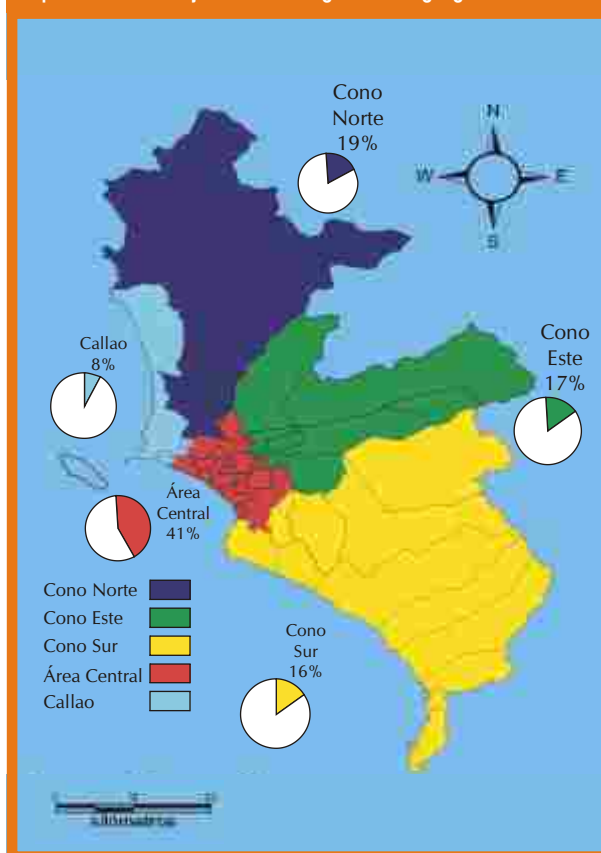 Cono
Norte
19%
N
W
E
S
Callao
8%
Cono
Este
17%
Área
Central
41%
Cono Norte
Cono Este
Cono Sur
Área Central
Callao
Cono
Sur
16%